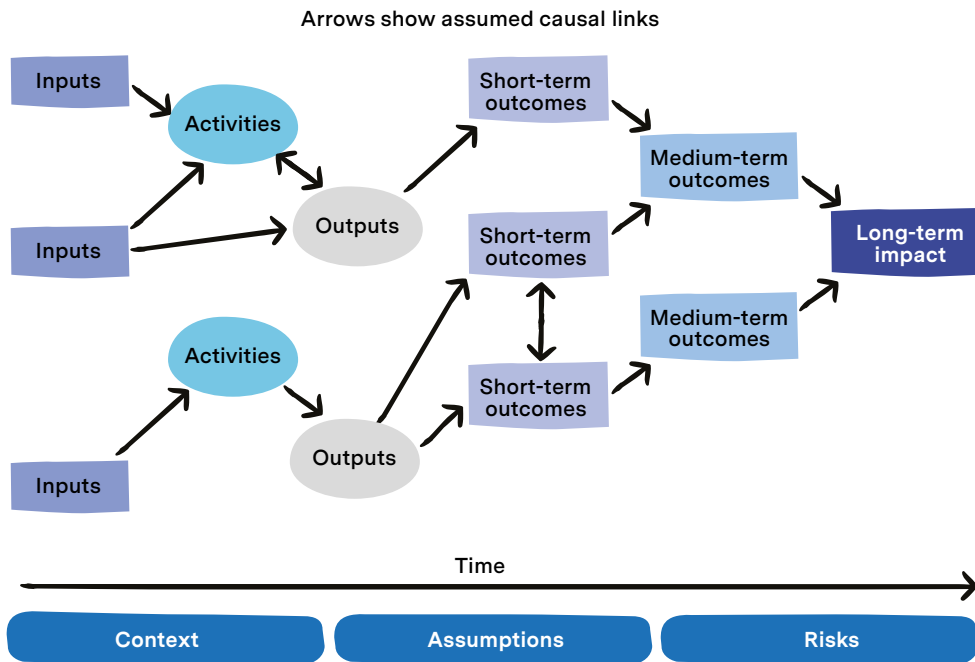 Arrows show assumed causal links
Inputs
Activities
Inputs
Outputs
Activities
Inputs
Outputs
Short-term
outcomes
Short-term
outcomes
Short-term
outcomes
Medium-term
outcomes
Medium-term
outcomes
Long-term
impact
Time
Context
Assumptions
Risks